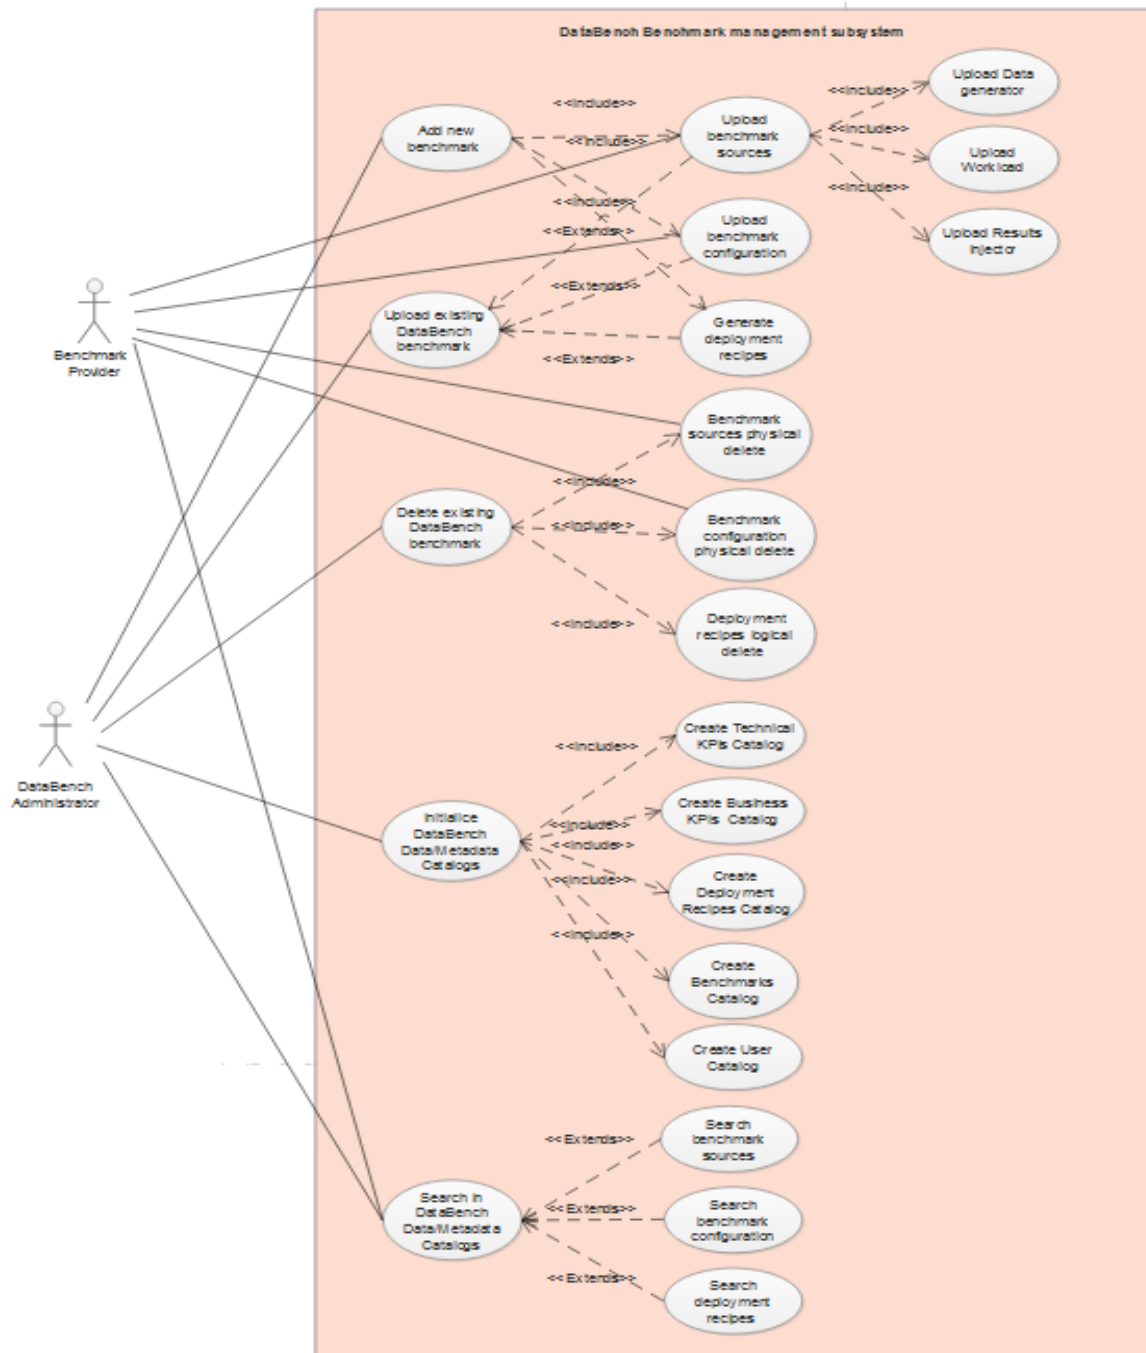 DataBench Benchmark management subsystem
Upload Data
generator
<<include>>
<<include>>
Add new
benchmark
Upload
benchmark
sources
<<include>>
<<include>>
Upload
Workload
<<include>>
<<include>>
Upload
benchmark
configuration
Upload Results
Injector
<<Extends>>
<<Extends>>
Upload existing
DataBench
benchmark
Generate
deployment
recipes
<<Extends>>
Benchmark
Provider
Benchmark
sources physical
delete
<<include>>
Delete existing
DataBench
benchmark
<<include>>
Benchmark
configuration
physical delete
<<include>>
Deployment
recipes logical
delete
DataBench
Administrator
Create Technical
KPIs Catalog
<<include>>
Initialice
DataBench
Data/Metadata
Catalogs
Create Business
KPIs Catalog
<<include>>
<<include>>
<<include>>
Create
Deployment
Recipes Catalog
<<include>>
Create
Benchmarks
Catalog
Create User
Catalog
<<Extends>>
Search
benchmark
sources
Search in
DataBench
Data/Metadata
Catalogs
<<Extends>>
Search
benchmark
configuration
<<Extends>>
Search
deployment
recipes